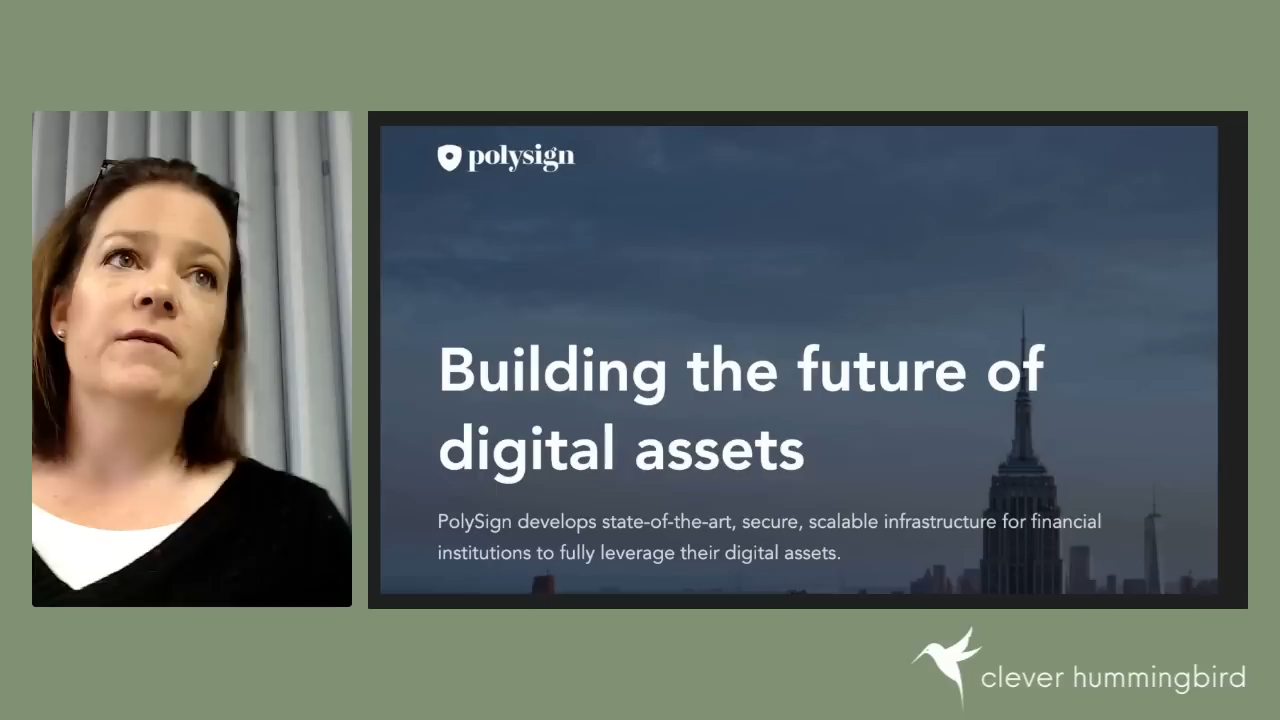 polysign
Building the future of
digital assets
PolySign develops state-of-the-art, secure, scalable infrastructure for financial
institutions to fully leverage their digital assets.
clever hummingbird